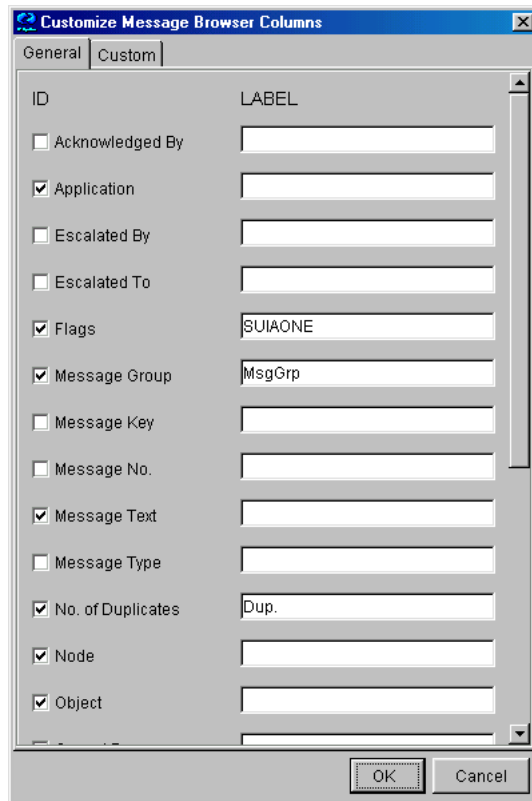 Customize Message Browser Columns
General Custom
ID LABEL
Acknowledged By
Application
Escalated By
Escalated To
Flags SUIAONE
Message Group MsgGrp
Message Key
Message No.
Message Text
Message Type
No. of Duplicates Dup.
Node
Object
OK Cancel